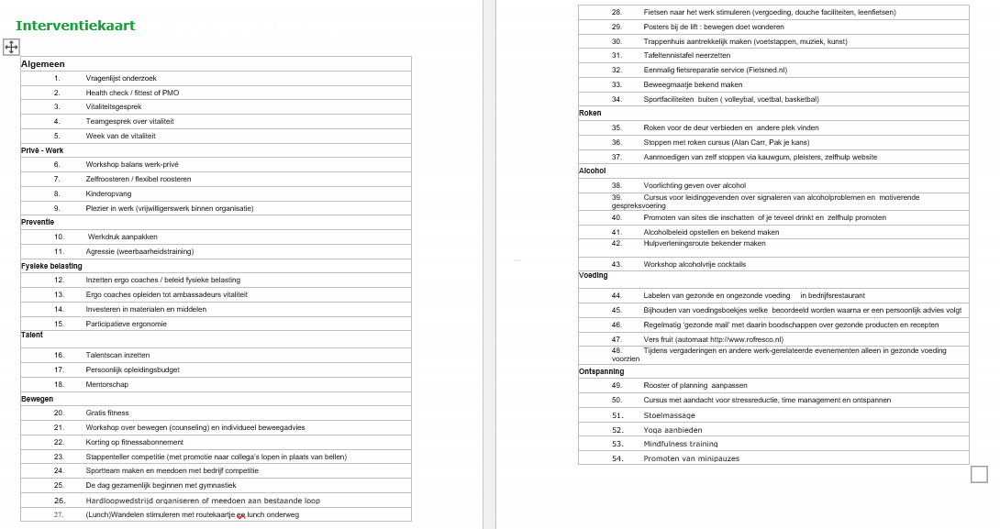 Interventiekaart
Algemeen
1. Vragenlijst onderzoek
2. Health check / fittest of PMO
3. Vitaliteitsgesprek
4. Teamgesprek over vitaliteit
5. Week van de vitaliteit
Privé - Werk
6. Workshop balans werk-privé
7. Zelfroosteren / flexibel roosteren
8. Kinderopvang
9. Plezier in werk (vrijwilligerswerk binnen organisatie)
Preventie
10. Werkdruk aanpakken
11. Agressie (weerbaarheidstraining)
Fysieke belasting
12. Inzetten ergo coaches / beleid fysieke belasting
13. Ergo coaches opleiden tot ambassadeurs vitaliteit
14. Investeren in materialen en middelen
15. Participatieve ergonomie
Talent
16. Talentscan inzetten
17. Persoonlijk opleidingsbudget
18. Mentorschap
Bewegen
20. Gratis fitness
21. Workshop over bewegen (counseling) en individueel beweegadvies
22. Korting op fitnessabonnement
23. Stappenteller competitie (met promotie naar collega's lopen in plaats van bellen)
24. Sportteam maken en meedoen met bedrijf competitie
25. De dag gezamenlijk beginnen met gymnastiek
26. Hardloopwedstrijd organiseren of meedoen aan bestaande loop
27. (Lunch)Wandelen stimuleren met routekaartje en lunch onderweg
28. Fietsen naar het werk stimuleren (vergoeding, douche faciliteiten, leenfietsen)
29. Posters bij de lift : bewegen doet wonderen
30. Trappenhuis aantrekkelijk maken (voetstappen, muziek, kunst)
31. Tafeltennistafel neerzetten
32. Eenmalig fietsreparatie service (Fietsned.nl)
33. Beweegmaatje bekend maken
34. Sportfaciliteiten buiten ( volleybal, voetbal, basketbal)
Roken
35. Roken voor de deur verbieden en andere plek vinden
36. Stoppen met roken cursus (Alan Carr, Pak je kans)
37. Aanmoedigen van zelf stoppen via kauwgum, pleisters, zelfhulp website
Alcohol
38. Voorlichting geven over alcohol
39. Cursus voor leidinggevenden over signaleren van alcoholproblemen en motiverende
gespreksvoering
40. Promoten van sites die inschatten of je teveel drinkt en zelfhulp promoten
41. Alcoholbeleid opstellen en bekend maken
42. Hulpverleningsroute bekender maken
43. Workshop alcoholvrije cocktails
Voeding
44. Labelen van gezonde en ongezonde voeding in bedrijfsrestaurant
45. Bijhouden van voedingsboekjes welke beoordeeld worden waarna er een persoonlijk advies volgt
46. Regelmatig 'gezonde mail' met daarin boodschappen over gezonde producten en recepten
47. Vers fruit (automaat http://www.rofresco.nl)
48. Tijdens vergaderingen en andere werk-gerelateerde evenementen alleen in gezonde voeding
voorzien
Ontspanning
49. Rooster of planning aanpassen
50. Cursus met aandacht voor stressreductie, time management en ontspannen
51. Stoelmassage
52. Yoga aanbieden
53. Mindfulness training
54. Promoten van minipauzes